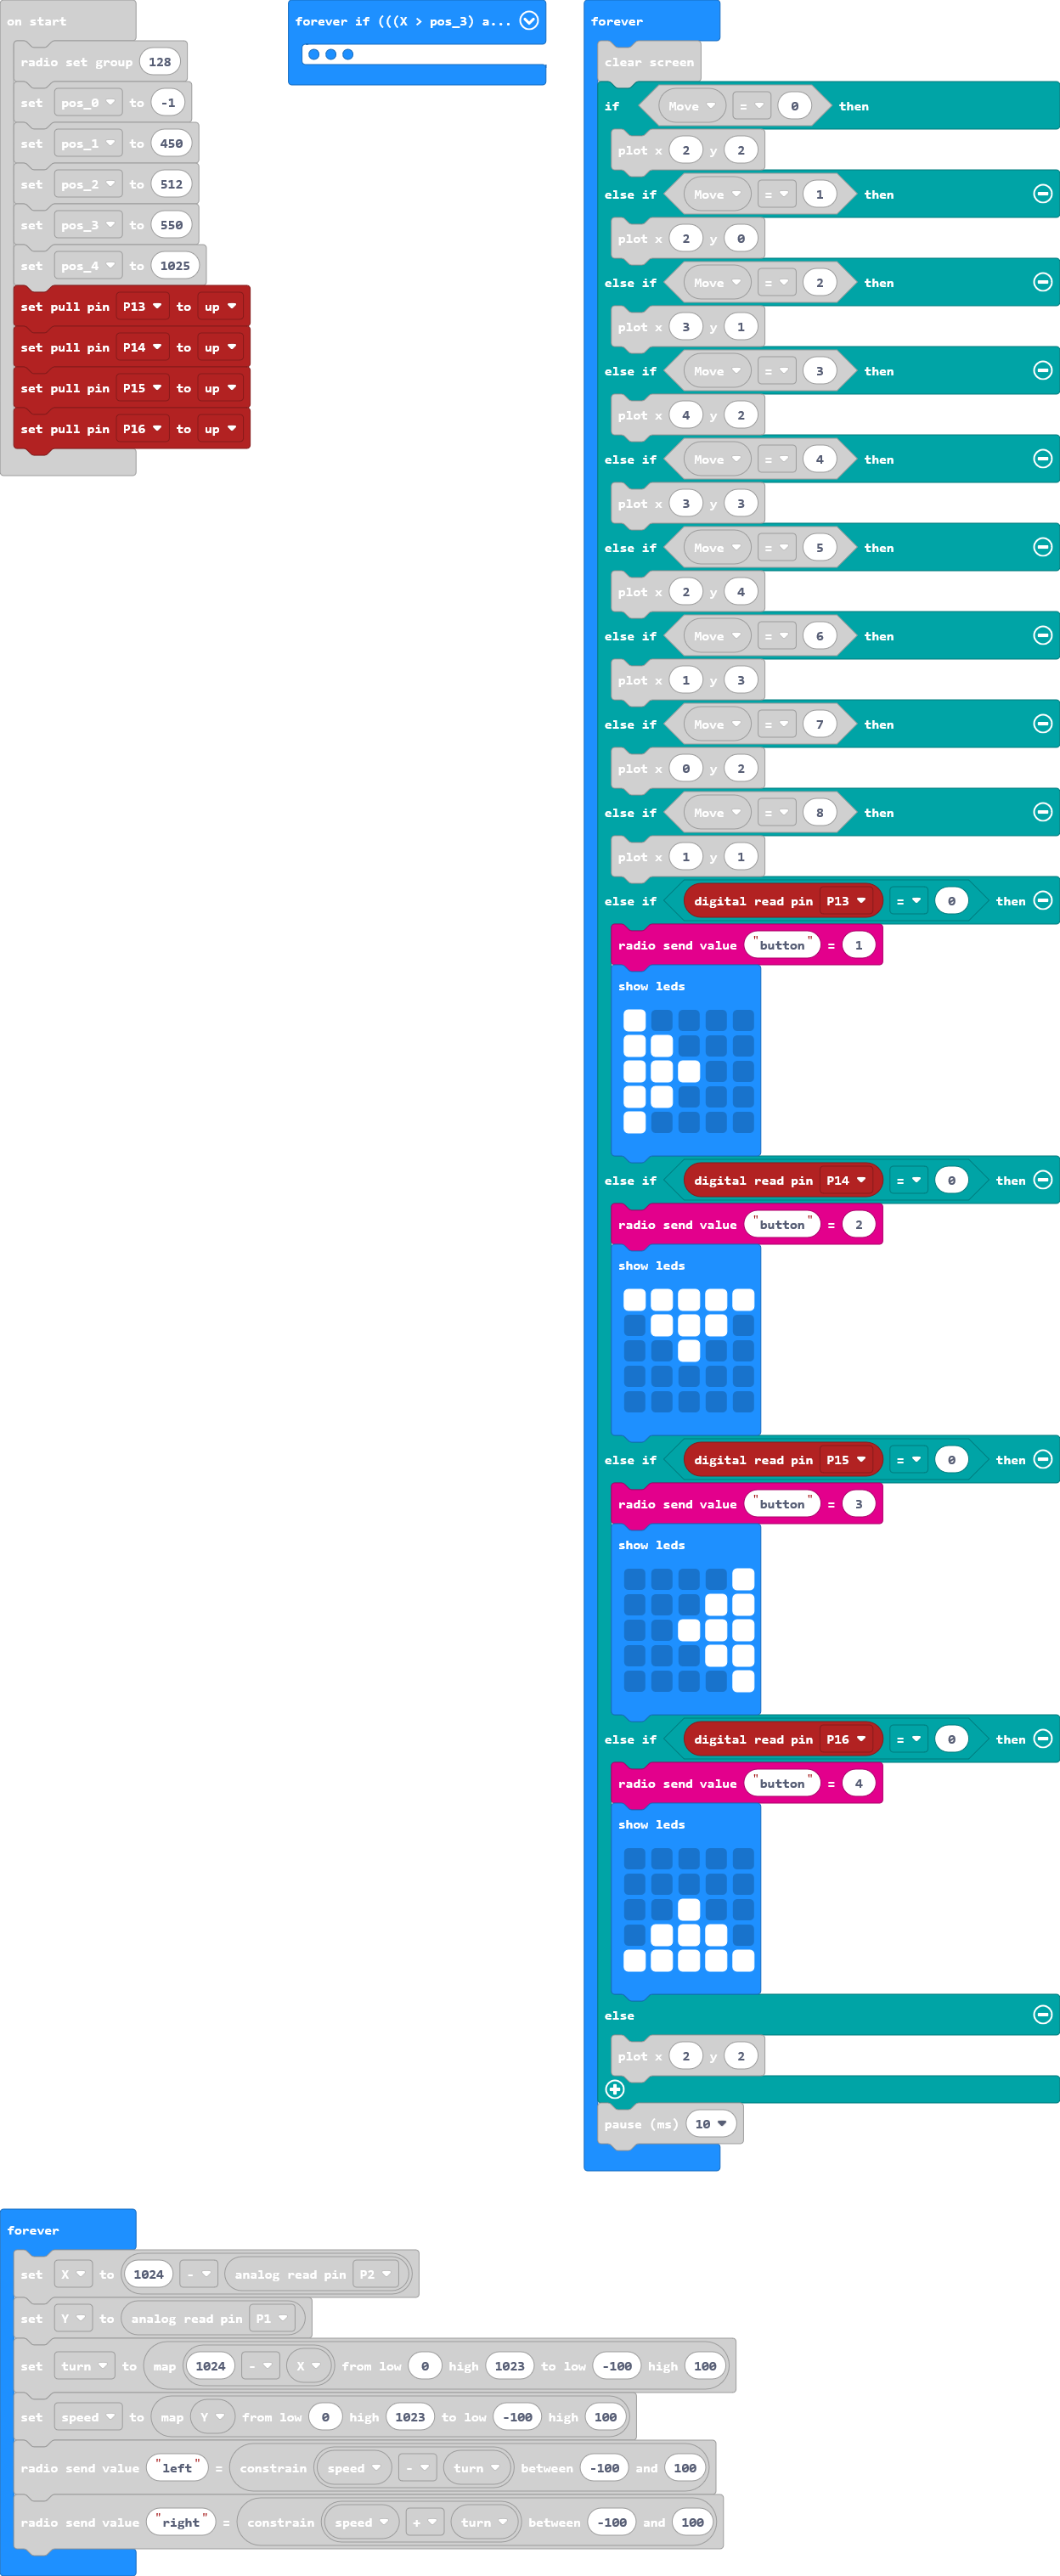 on start
radio set group 128
set pos_0 to -1
set pos_1 to 450
set pos_2 to 512
set pos_3 to 550
set pos_4 to 1025
set pull pin P13 to up
set pull pin P14 to up
set pull pin P15 to up
set pull pin P16 to up
forever if (((X > pos_3) a...
forever
clear screen
if Move = 0 then
plot x 2 y 2
else if Move = 1 then
plot x 2 y 0
else if Move = 2 then
plot x 3 y 1
else if Move = 3 then
plot x 4 y 2
else if Move = 4 then
plot x 3 y 3
else if Move = 5 then
plot x 2 y 4
else if Move = 6 then
plot x 1 y 3
else if Move = 7 then
plot x 0 y 2
else if Move = 8 then
plot x 1 y 1
else if digital read pin P13 = 0 then
radio send value "button" = 1
show leds
else if digital read pin P14 = 0 then
radio send value "button" = 2
show leds
else if digital read pin P15 = 0 then
radio send value "button" = 3
show leds
else if digital read pin P16 = 0 then
radio send value "button" = 4
show leds
else
plot x 2 y 2
pause (ms) 10
forever
set X to 1024 - analog read pin P2
set Y to analog read pin P1
set turn to map 1024 - X from low 0 high 1023 to low -100 high 100
set speed to map Y from low 0 high 1023 to low -100 high 100
radio send value "left" = constrain speed - turn between -100 and 100
radio send value "right" = constrain speed + turn between -100 and 100